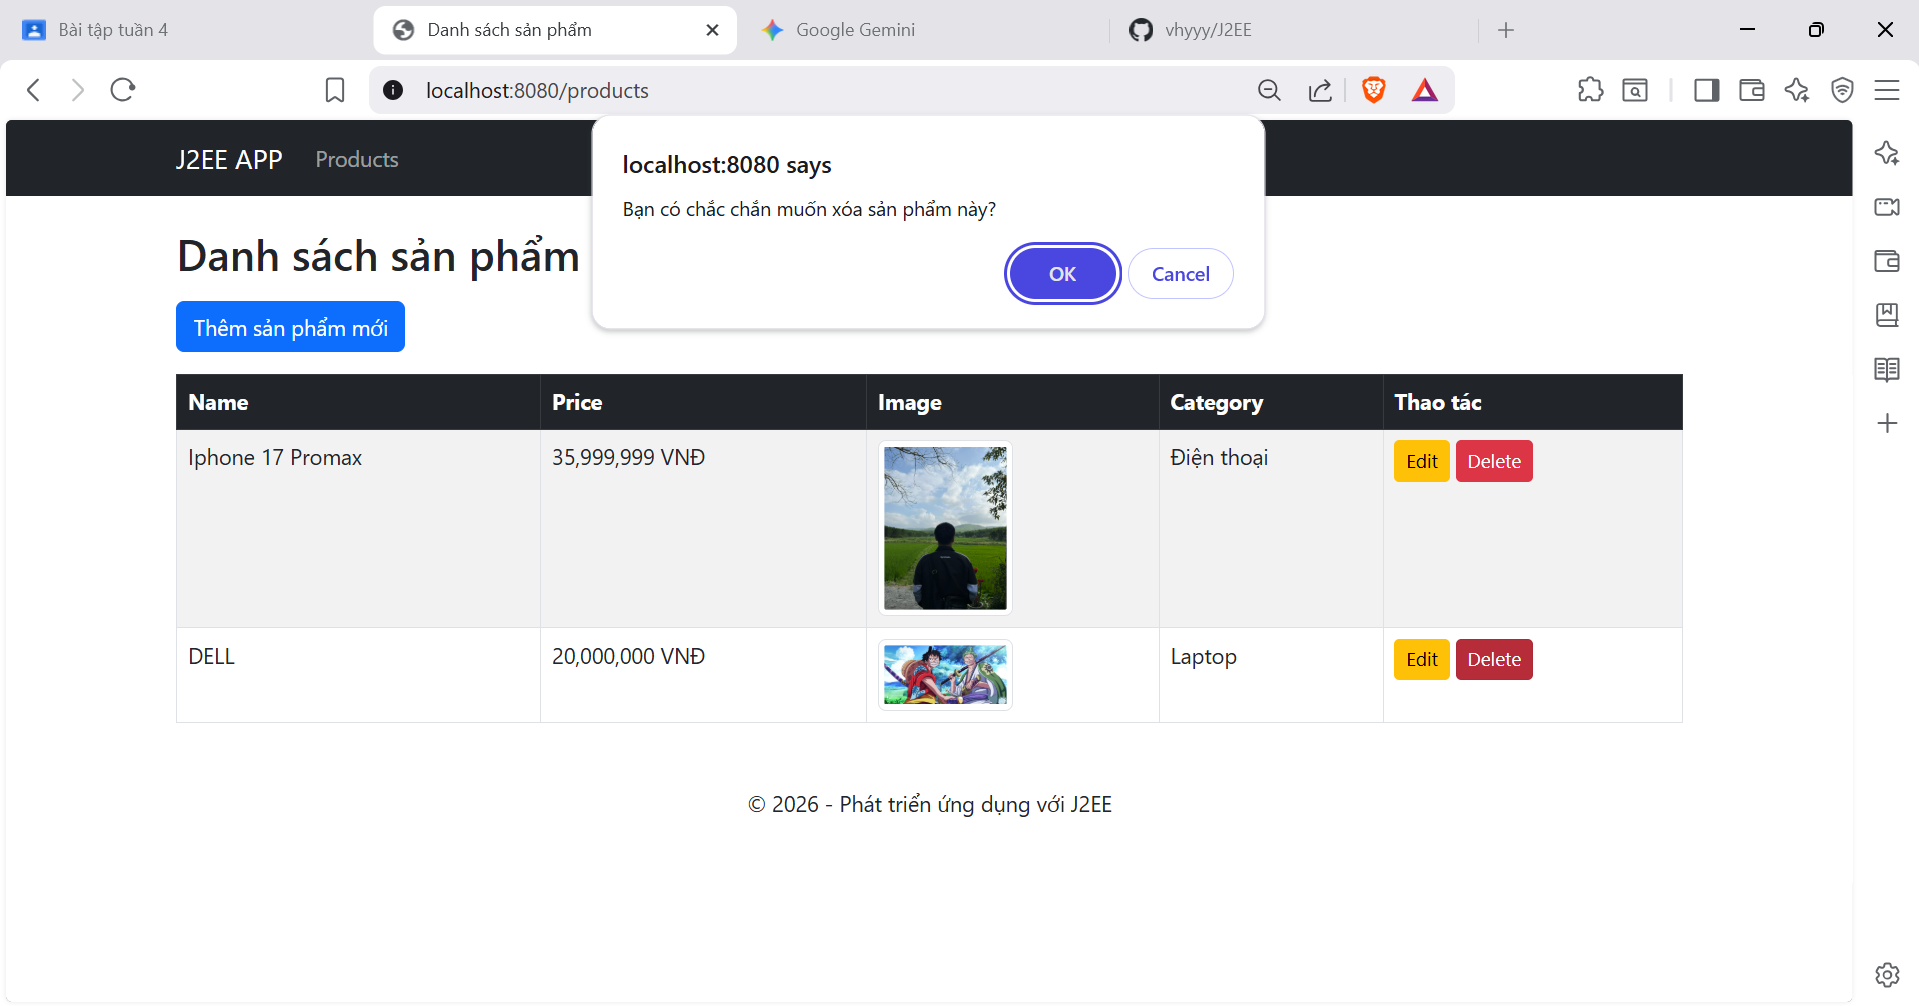 Bài tập tuần 4
Danh sách sản phẩm
Google Gemini
vhyyy/J2EE
localhost:8080/products
J2EE APP
Products
localhost:8080 says
Bạn có chắc chắn muốn xóa sản phẩm này?
OK
Cancel
Danh sách sản phẩm
Thêm sản phẩm mới
Name Price Image Category Thao tác
Iphone 17 Promax 35,999,999 VNĐ Điện thoại Edit Delete
DELL 20,000,000 VNĐ Laptop Edit Delete
© 2026 - Phát triển ứng dụng với J2EE